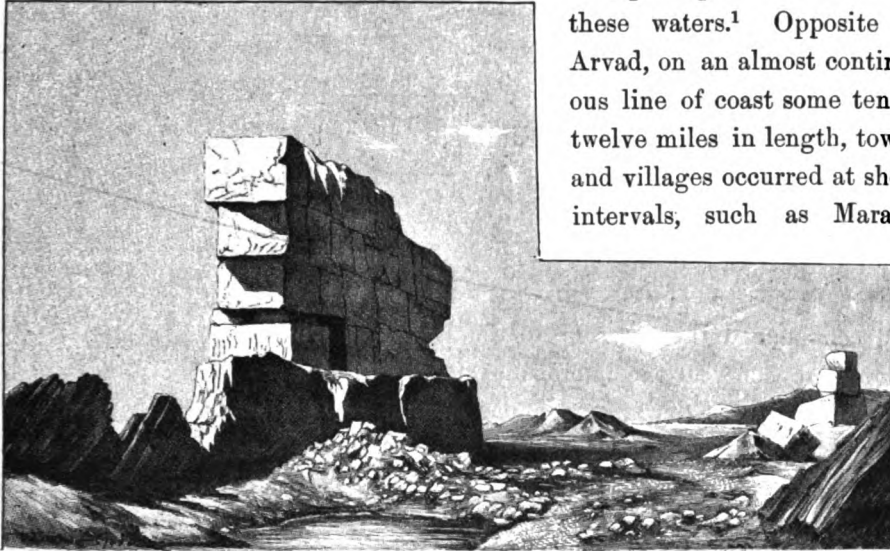 these waters.¹ Opposite
Arvad, on an almost contin
ous line of coast some ten
twelve miles in length, tow
and villages occurred at sh
intervals, such as Mara